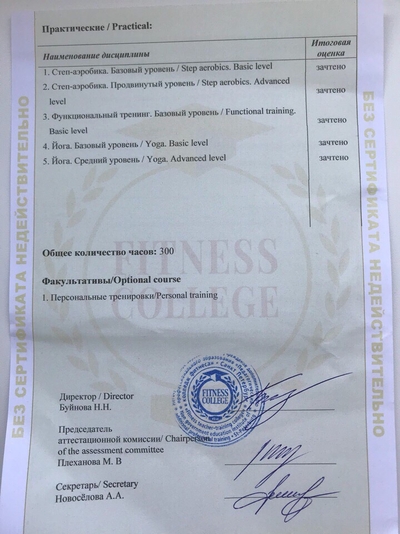 Практические / Practical:
Наименование дисциплины
Итоговая
оценка
1. Степ-аэробика. Базовый уровень / Step aerobics. Basic level
зачтено
2. Степ-аэробика. Продвинутый уровень / Step aerobics. Advanced
level
зачтено
3. Функциональный тренинг. Базовый уровень / Functional training.
Basic level
зачтено
4. Йога. Базовый уровень / Yoga. Basic level
зачтено
5. Йога. Средний уровень / Yoga. Advanced level
зачтено
Общее количество часов: 300
FITNESS
COLLEGE
Факультативы/Optional course
1. Персональные тренировки/Personal training
Директор / Director
Буйнова Н.Н.
FITNESS
COLLEGE
Председатель
аттестационной комиссии/ Chairperson
of the assessment committee
Плеханова М. В
Секретарь/ Secretary
Новосёлова А.А.
БЕЗ СЕРТИФИКАТА НЕДЕЙСТВИТЕЛЬНО
БЕЗ СЕРТИФИКАТА НЕДЕЙСТВИТЕЛЬНО